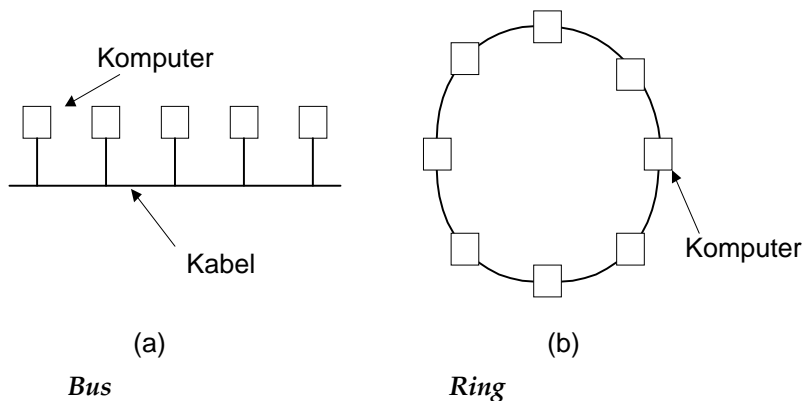 Komputer
Kabel
Komputer
(a)
(b)
Bus
Ring